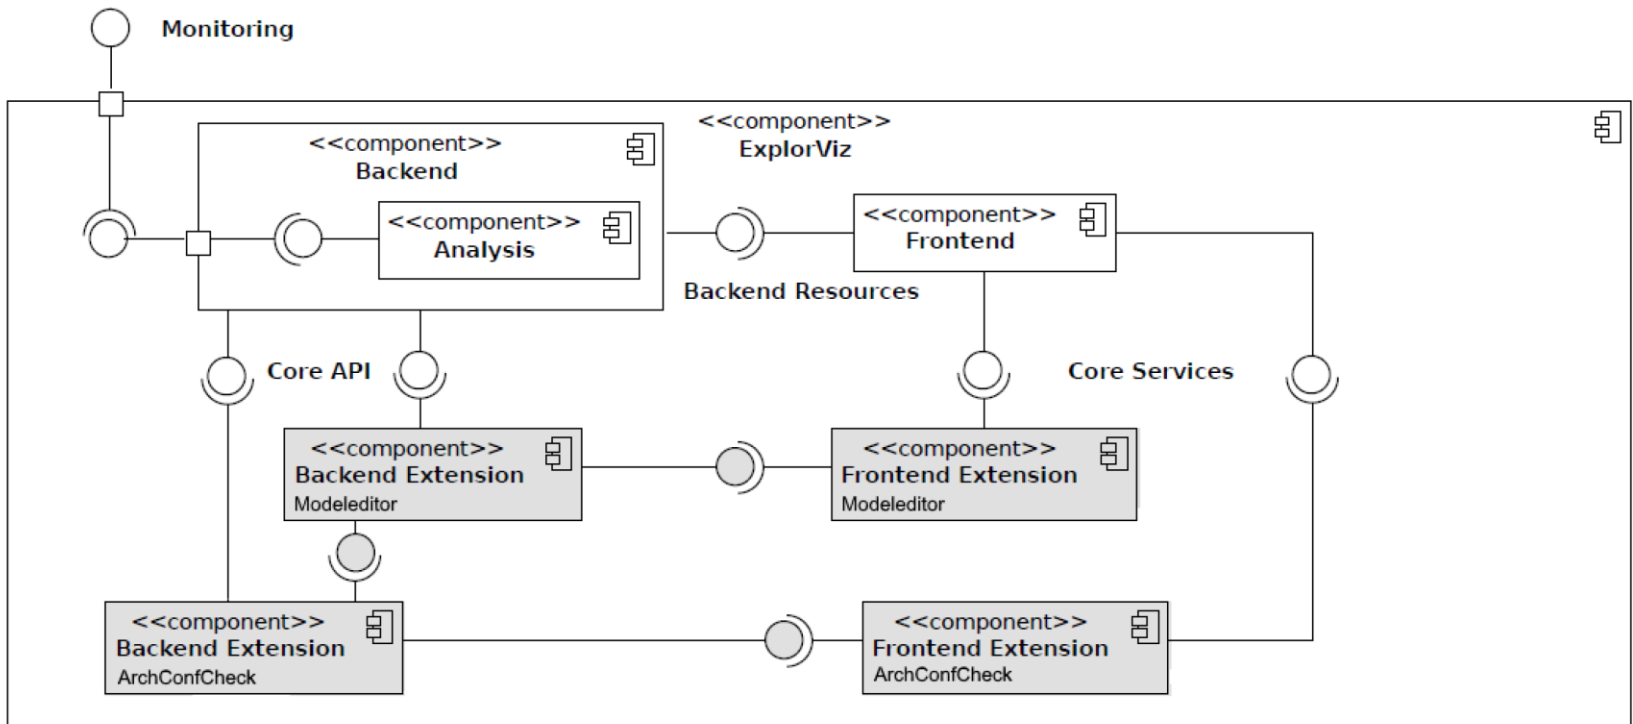 Monitoring
<<component>>
ExplorViz
<<component>>
Backend
<<component>>
Analysis
<<component>>
Frontend
Backend Resources
Core API
Core Services
<<component>>
Backend Extension
Modeleditor
<<component>>
Frontend Extension
Modeleditor
<<component>>
Backend Extension
ArchConfCheck
<<component>>
Frontend Extension
ArchConfCheck